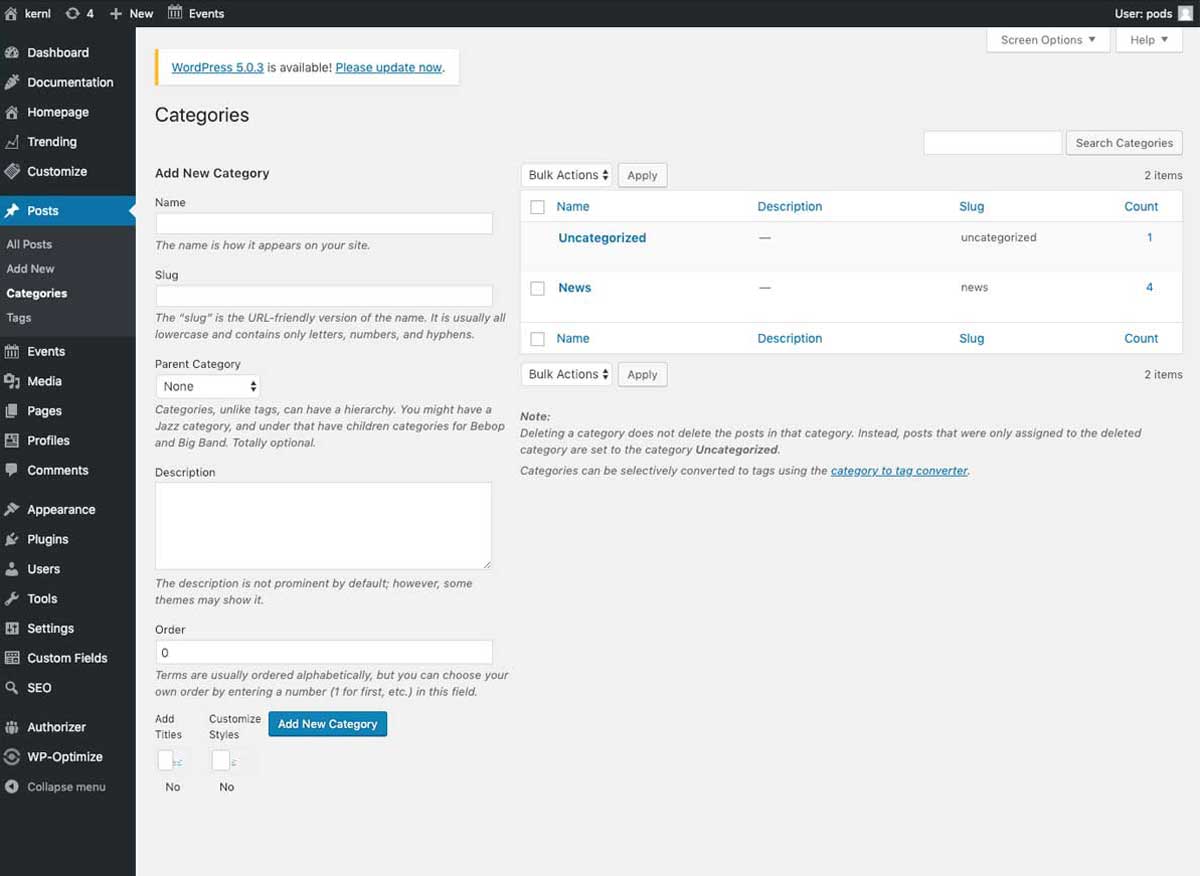 kernl 4 New Events User: pods
Screen Options Help
Dashboard
Documentation
Homepage
Trending
Customize
Posts
All Posts
Add New
Categories
Tags
Events
Media
Pages
Profiles
Comments
Appearance
Plugins
Users
Tools
Settings
Custom Fields
SEO
Authorizer
WP-Optimize
Collapse menu
WordPress 5.0.3 is available! Please update now.
Categories
Search Categories
Add New Category
Name
The name is how it appears on your site.
Slug
The “slug” is the URL-friendly version of the name. It is usually all
lowercase and contains only letters, numbers, and hyphens.
Parent Category
None
Categories, unlike tags, can have a hierarchy. You might have a
Jazz category, and under that have children categories for Bebop
and Big Band. Totally optional.
Description
The description is not prominent by default; however, some
themes may show it.
Order
0
Terms are usually ordered alphabetically, but you can choose your
own order by entering a number (1 for first, etc.) in this field.
Add Customize
Titles Styles
Add New Category
No No
Bulk Actions Apply 2 items
Name Description Slug Count
Uncategorized — uncategorized 1
News — news 4
Name Description Slug Count
Bulk Actions Apply 2 items
Note:
Deleting a category does not delete the posts in that category. Instead, posts that were only assigned to the deleted
category are set to the category Uncategorized.
Categories can be selectively converted to tags using the category to tag converter.